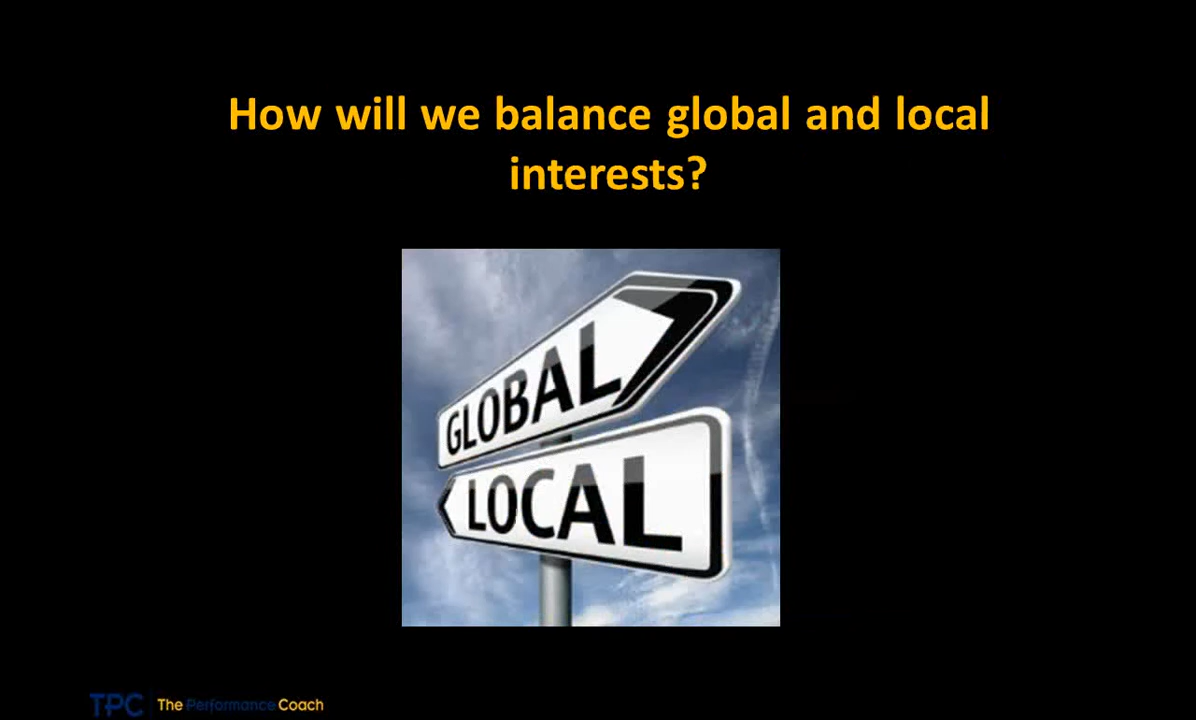 How will we balance global and local
interests?
GLOBAL
LOCAL
TPC The Performance Coach